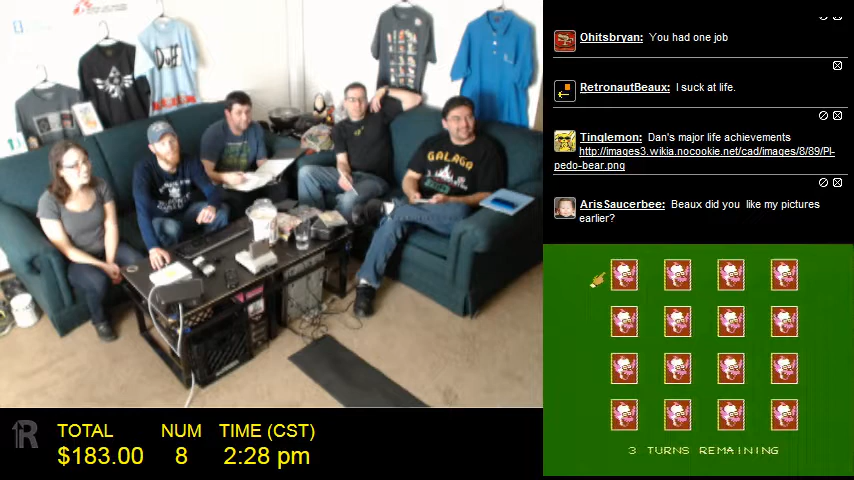 DUFF
GALAGA
Ohitsbryan: You had one job
RetronautBeaux: I suck at life.
Tinglemon: Dan's major life achievements
http://images3.wikia.nocookie.net/cad/images/8/89/Pl-
pedo-bear.png
ArisSaucerbee: Beaux did you like my pictures
earlier?
3 TURNS REMAINING
TOTAL NUM TIME (CST)
$183.00 8 2:28 pm